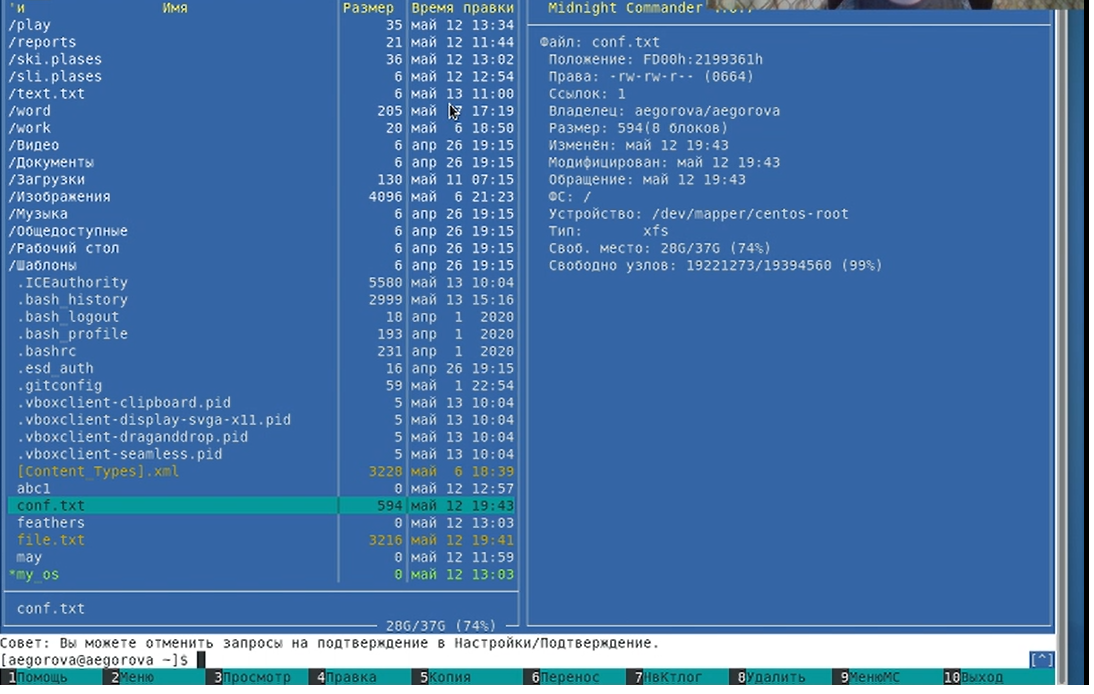 'и Имя Размер Время правки
/play 35 май 12 13:34
/reports 21 май 12 11:44
/ski.plases 36 май 12 13:02
/sli.plases 6 май 12 12:54
/text.txt 6 май 13 11:00
/word 205 май 17:19
/work 20 май 6 18:50
/Видео 6 апр 26 19:15
/Документы 6 апр 26 19:15
/Загрузки 130 май 11 07:15
/Изображения 4096 май 6 21:23
/Музыка 6 апр 26 19:15
/Общедоступные 6 апр 26 19:15
/Рабочий стол 6 апр 26 19:15
/Шаблоны 6 апр 26 19:15
.ICEauthority 5580 май 13 10:04
.bash_history 2999 май 13 15:16
.bash_logout 18 апр 1 2020
.bash_profile 193 апр 1 2020
.bashrc 231 апр 1 2020
.esd_auth 16 апр 26 19:15
.gitconfig 59 май 1 22:54
.vboxclient-clipboard.pid 5 май 13 10:04
.vboxclient-display-svga-x11.pid 5 май 13 10:04
.vboxclient-draganddrop.pid 5 май 13 10:04
.vboxclient-seamless.pid 5 май 13 10:04
[Content_Types].xml 3228 май 6 18:39
abc1 0 май 12 12:57
conf.txt 594 май 12 19:43
feathers 0 май 12 13:03
file.txt 3216 май 12 19:41
may 0 май 12 11:59
*my_os 0 май 12 13:03
conf.txt
28G/37G (74%)
Midnight Commander
Файл: conf.txt
Положение: FD00h:2199361h
Права: -rw-rw-r-- (0664)
Ссылок: 1
Владелец: aegorova/aegorova
Размер: 594(8 блоков)
Изменён: май 12 19:43
Модифицирован: май 12 19:43
Обращение: май 12 19:43
ФС: /
Устройство: /dev/mapper/centos-root
Тип: xfs
Своб. место: 28G/37G (74%)
Свободно узлов: 19221273/19394560 (99%)
Совет: Вы можете отменить запросы на подтверждение в Настройки/Подтверждение.
[aegorova@aegorova ~]$ [^]
1Помощь 2Меню 3Просмотр 4Правка 5Копия 6Перенос 7НвКтлог 8Удалить 9МенюMC 10Выход